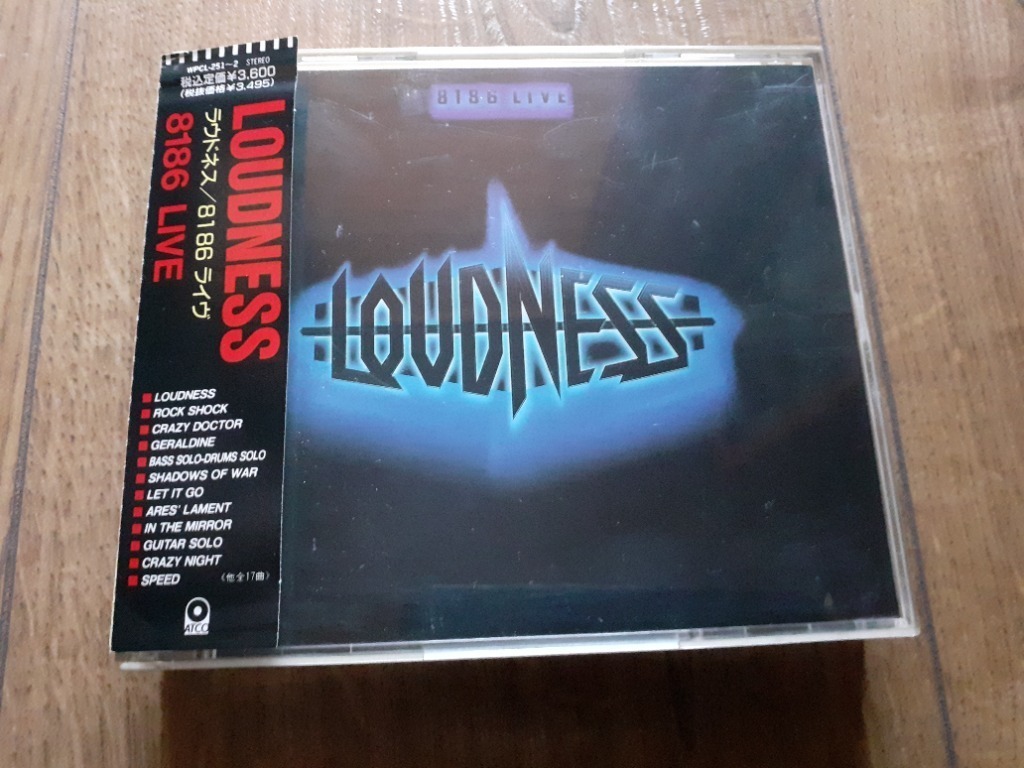 WPCL-251~2 STEREO
税込定価¥3,600
(税抜価格¥3,495)
LOUDNESS
ラウドネス/8186 ライヴ
8186 LIVE
■ LOUDNESS
■ ROCK SHOCK
■ CRAZY DOCTOR
■ GERALDINE
■ BASS SOLO-DRUMS SOLO
■ SHADOWS OF WAR
■ LET IT GO
■ ARES' LAMENT
■ IN THE MIRROR
■ GUITAR SOLO
■ CRAZY NIGHT
■ SPEED 〈他全17曲〉
ATCO
8186 LIVE
LOUDNESS